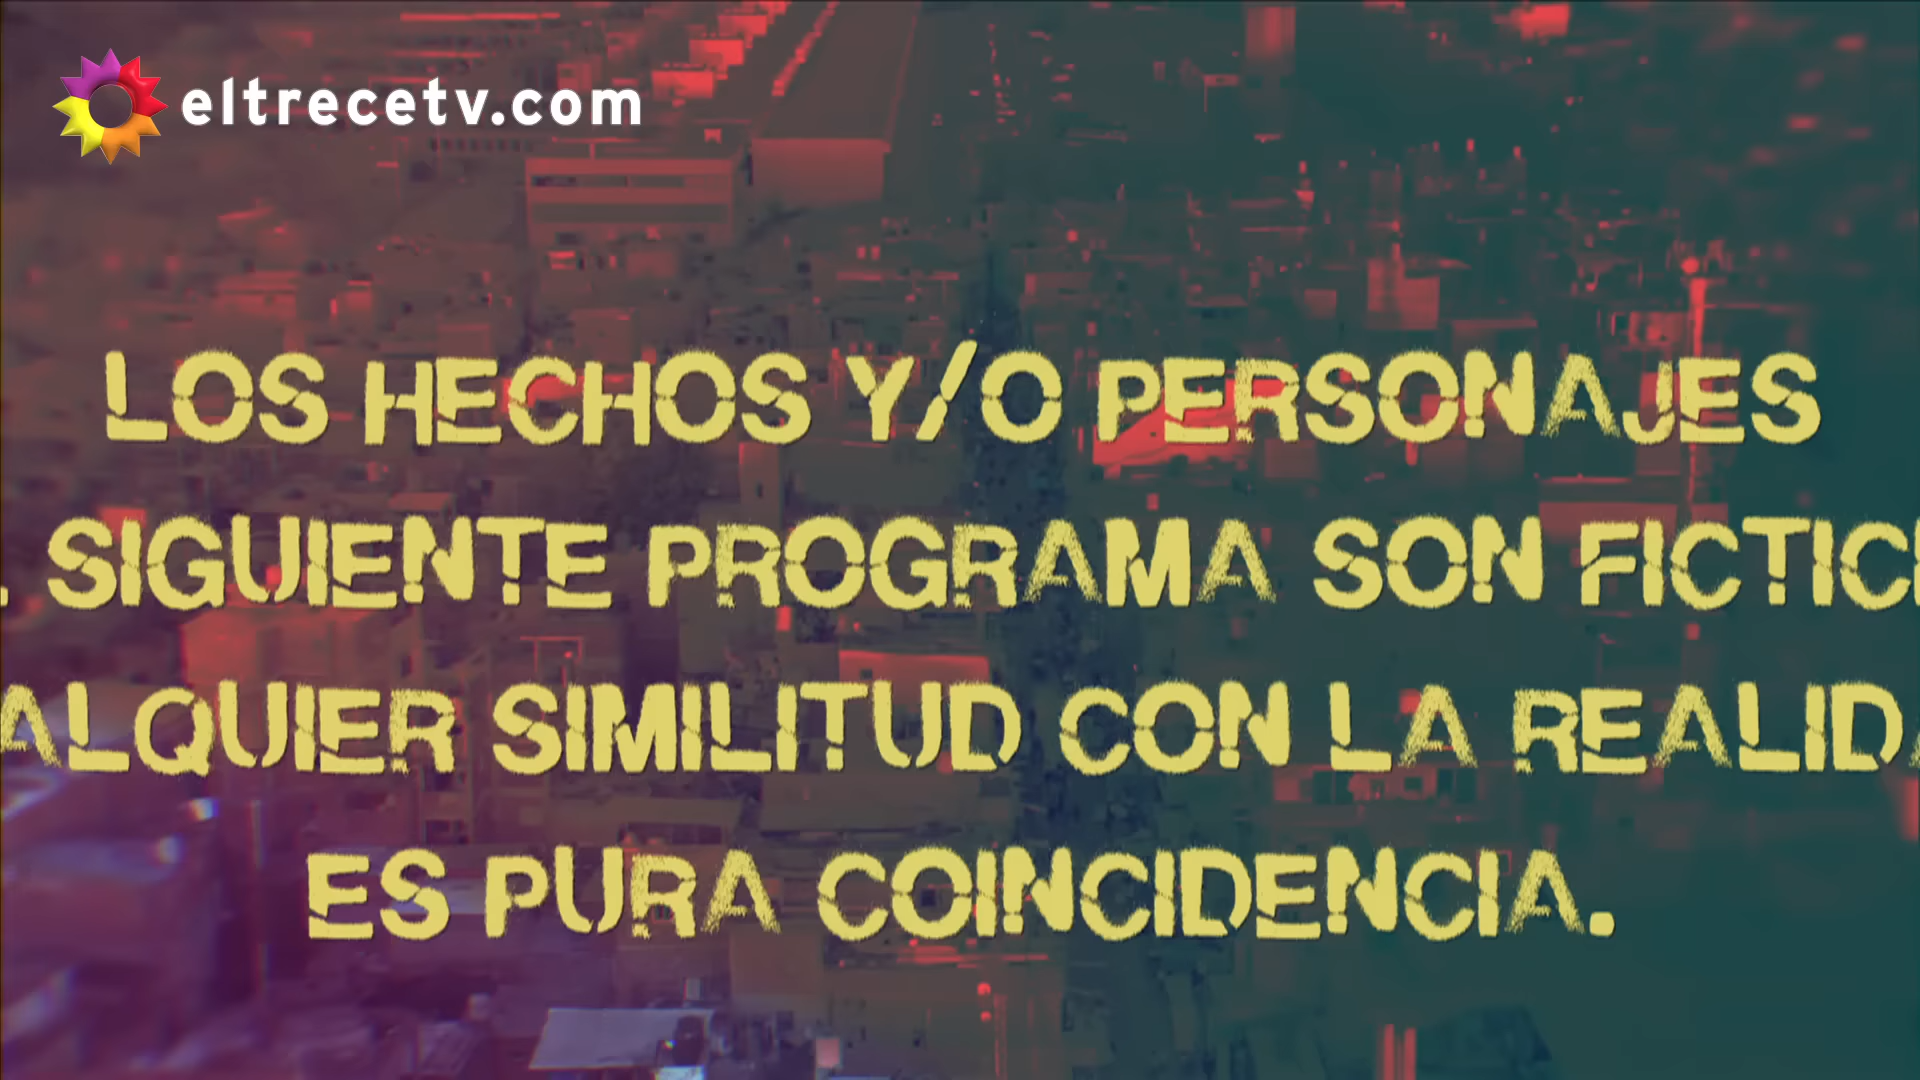 eltrecetv.com
LOS HECHOS Y/O PERSONAJES
SIGUIENTE PROGRAMA SON
SIMILITUD CON LA
ES PURA COINCIDENCIA.